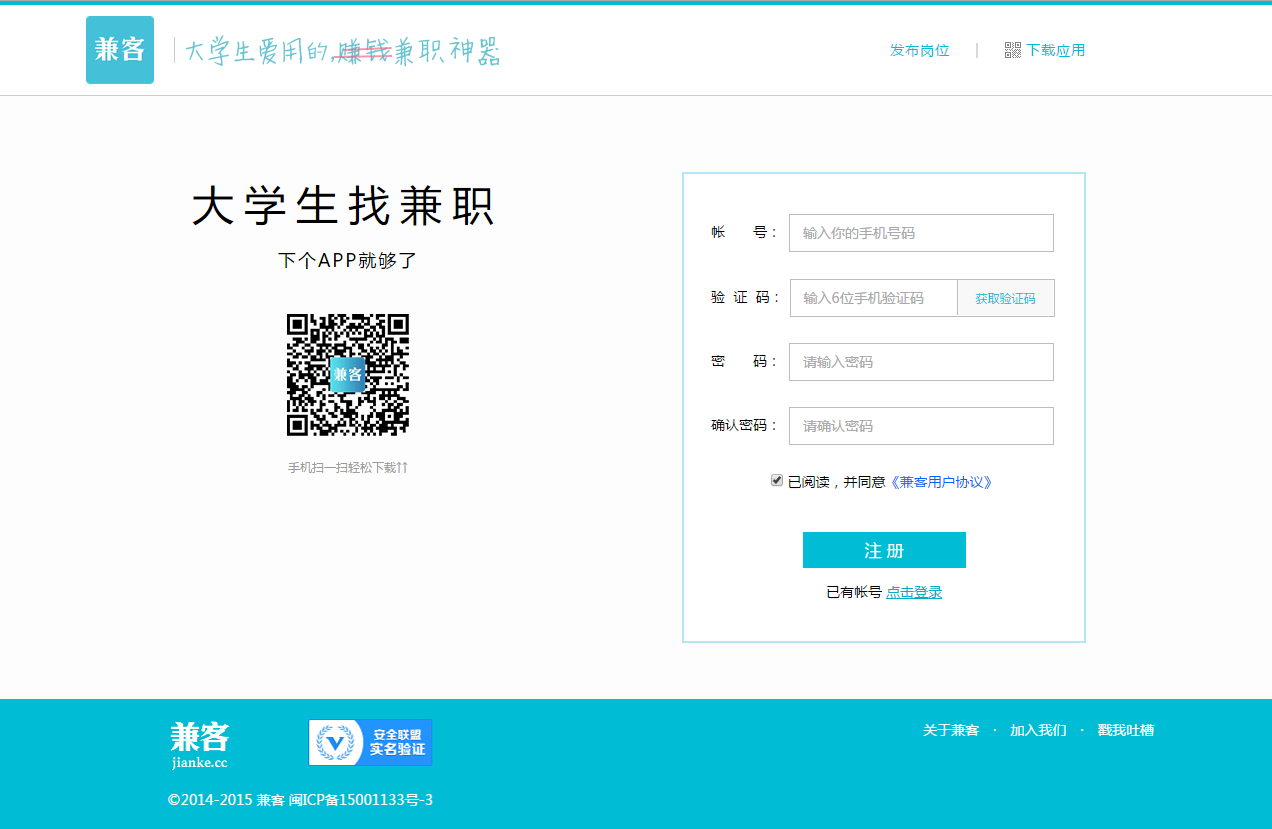 兼客
大学生爱用的,赚钱兼职神器
发布岗位 | 下载应用
大学生找兼职
下个APP就够了
兼客
手机扫一扫轻松下载⇈
帐 号： 输入你的手机号码
验 证 码： 输入6位手机验证码 获取验证码
密 码： 请输入密码
确认密码： 请确认密码
已阅读，并同意《兼客用户协议》
注 册
已有帐号 点击登录
兼客
jianke.cc
安全联盟
实名验证
关于兼客 · 加入我们 · 戳我吐槽
©2014-2015 兼客 闽ICP备15001133号-3